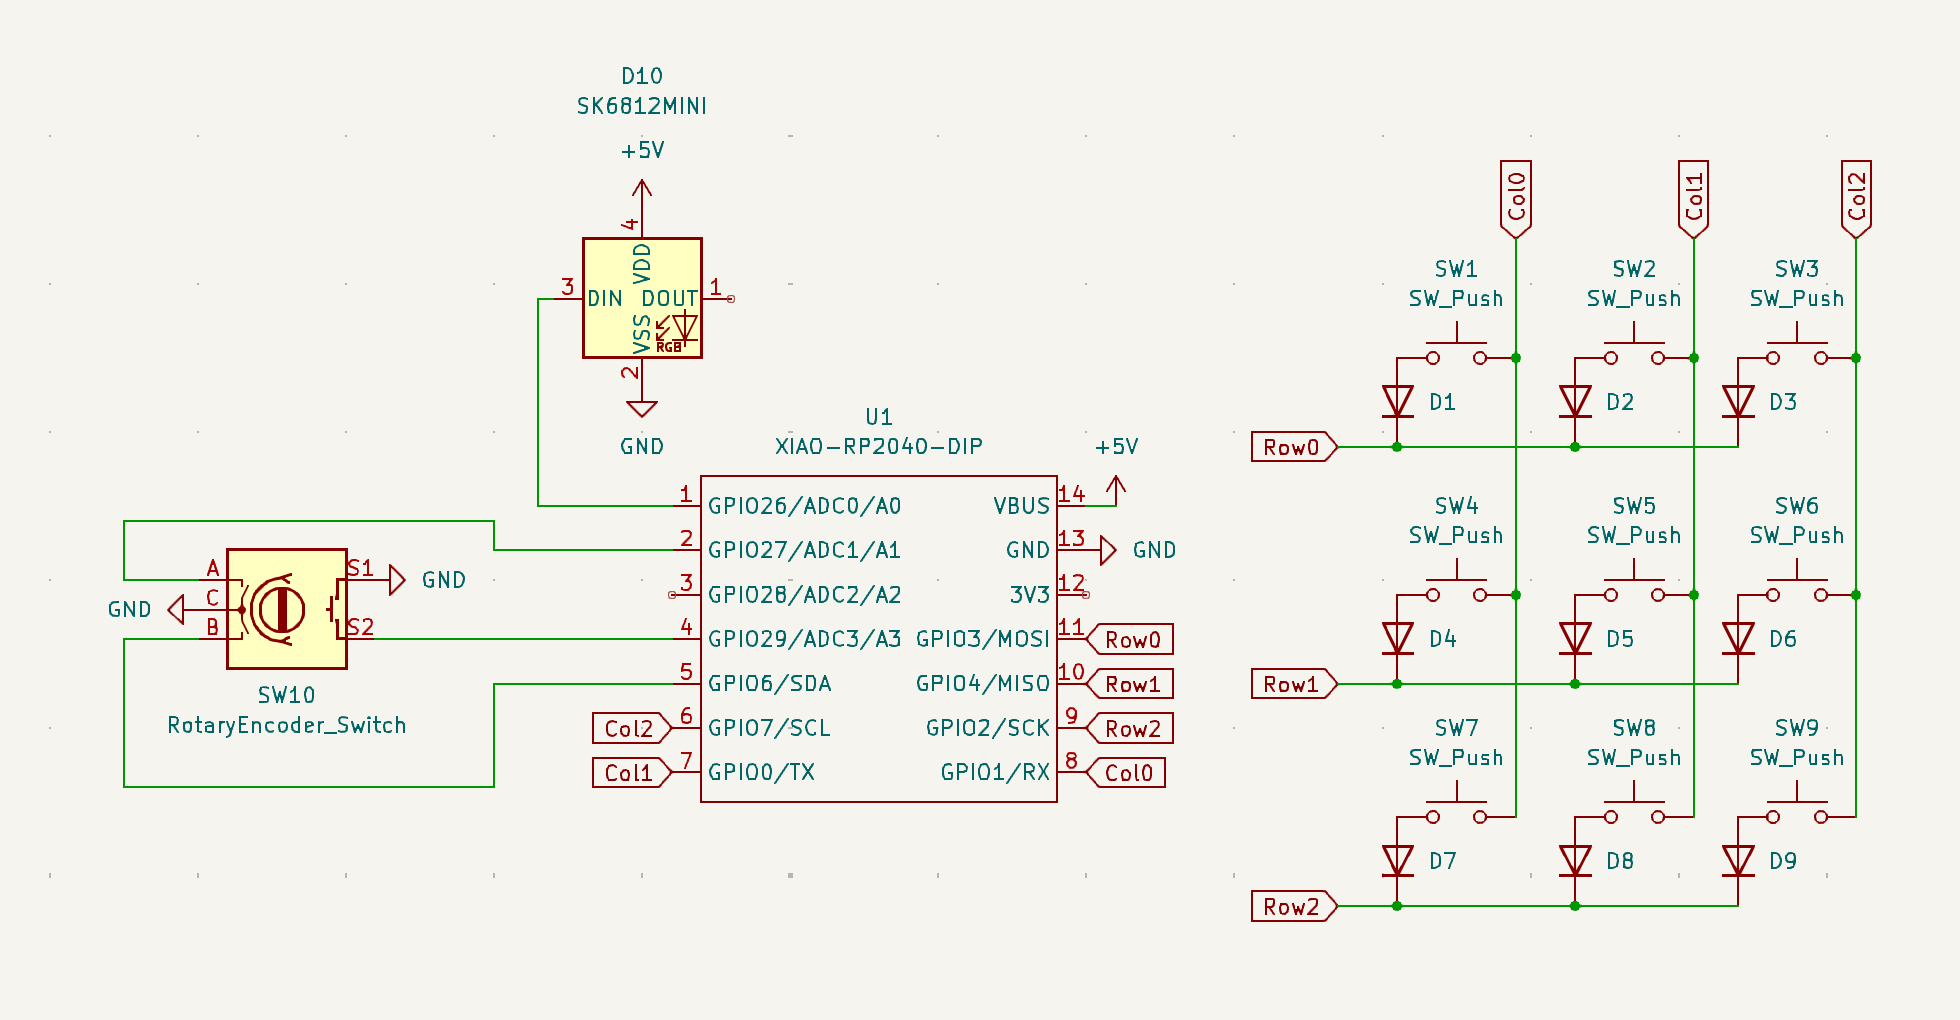 D10
SK6812MINI
+5V
4
VDD
3
DIN
DOUT
1
VSS
RGB
2
GND
U1
XIAO-RP2040-DIP
+5V
1
GPIO26/ADC0/A0
VBUS
14
2
GPIO27/ADC1/A1
GND
13
GND
3
GPIO28/ADC2/A2
3V3
12
4
GPIO29/ADC3/A3
GPIO3/MOSI
11
Row0
5
GPIO6/SDA
GPIO4/MISO
10
Row1
Col2
6
GPIO7/SCL
GPIO2/SCK
9
Row2
Col1
7
GPIO0/TX
GPIO1/RX
8
Col0
A
S1
GND
GND
C
B
S2
SW10
RotaryEncoder_Switch
Col0
Col1
Col2
SW1
SW_Push
SW2
SW_Push
SW3
SW_Push
D1
D2
D3
Row0
SW4
SW_Push
SW5
SW_Push
SW6
SW_Push
D4
D5
D6
Row1
SW7
SW_Push
SW8
SW_Push
SW9
SW_Push
D7
D8
D9
Row2